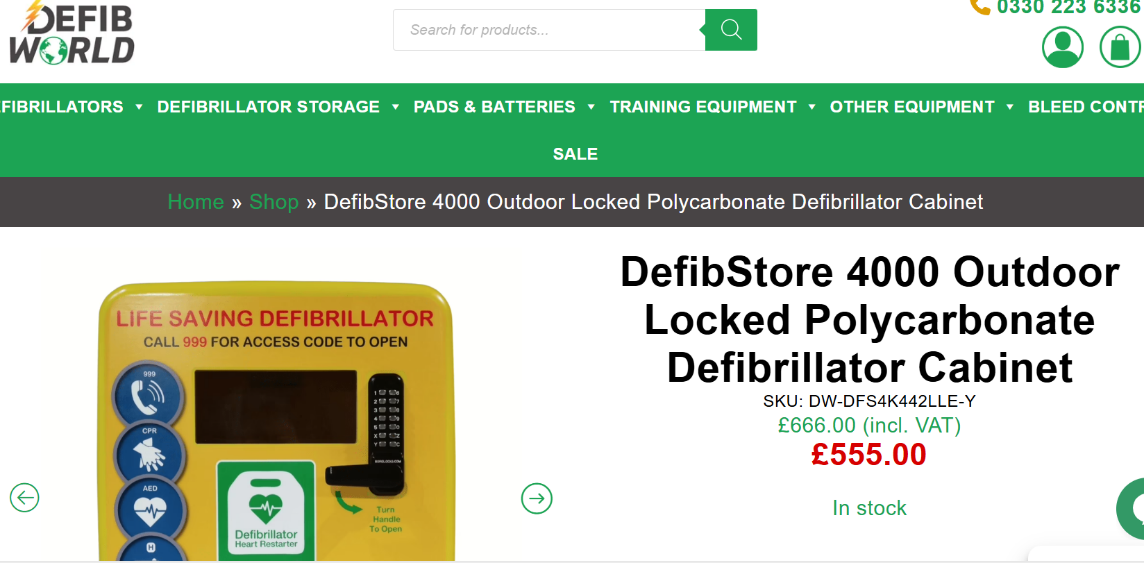 DEFIB
WORLD
Search for products...
0330 223 6336
FIBRILLATORS
DEFIBRILLATOR STORAGE
PADS & BATTERIES
TRAINING EQUIPMENT
OTHER EQUIPMENT
BLEED CONTR
SALE
Home » Shop » DefibStore 4000 Outdoor Locked Polycarbonate Defibrillator Cabinet
LIFE SAVING DEFIBRILLATOR
CALL 999 FOR ACCESS CODE TO OPEN
999
CPR
AED
H
Turn
Handle
To Open
Defibrillator
Heart Restarter
DefibStore 4000 Outdoor
Locked Polycarbonate
Defibrillator Cabinet
SKU: DW-DFS4K442LLE-Y
£666.00 (incl. VAT)
£555.00
In stock